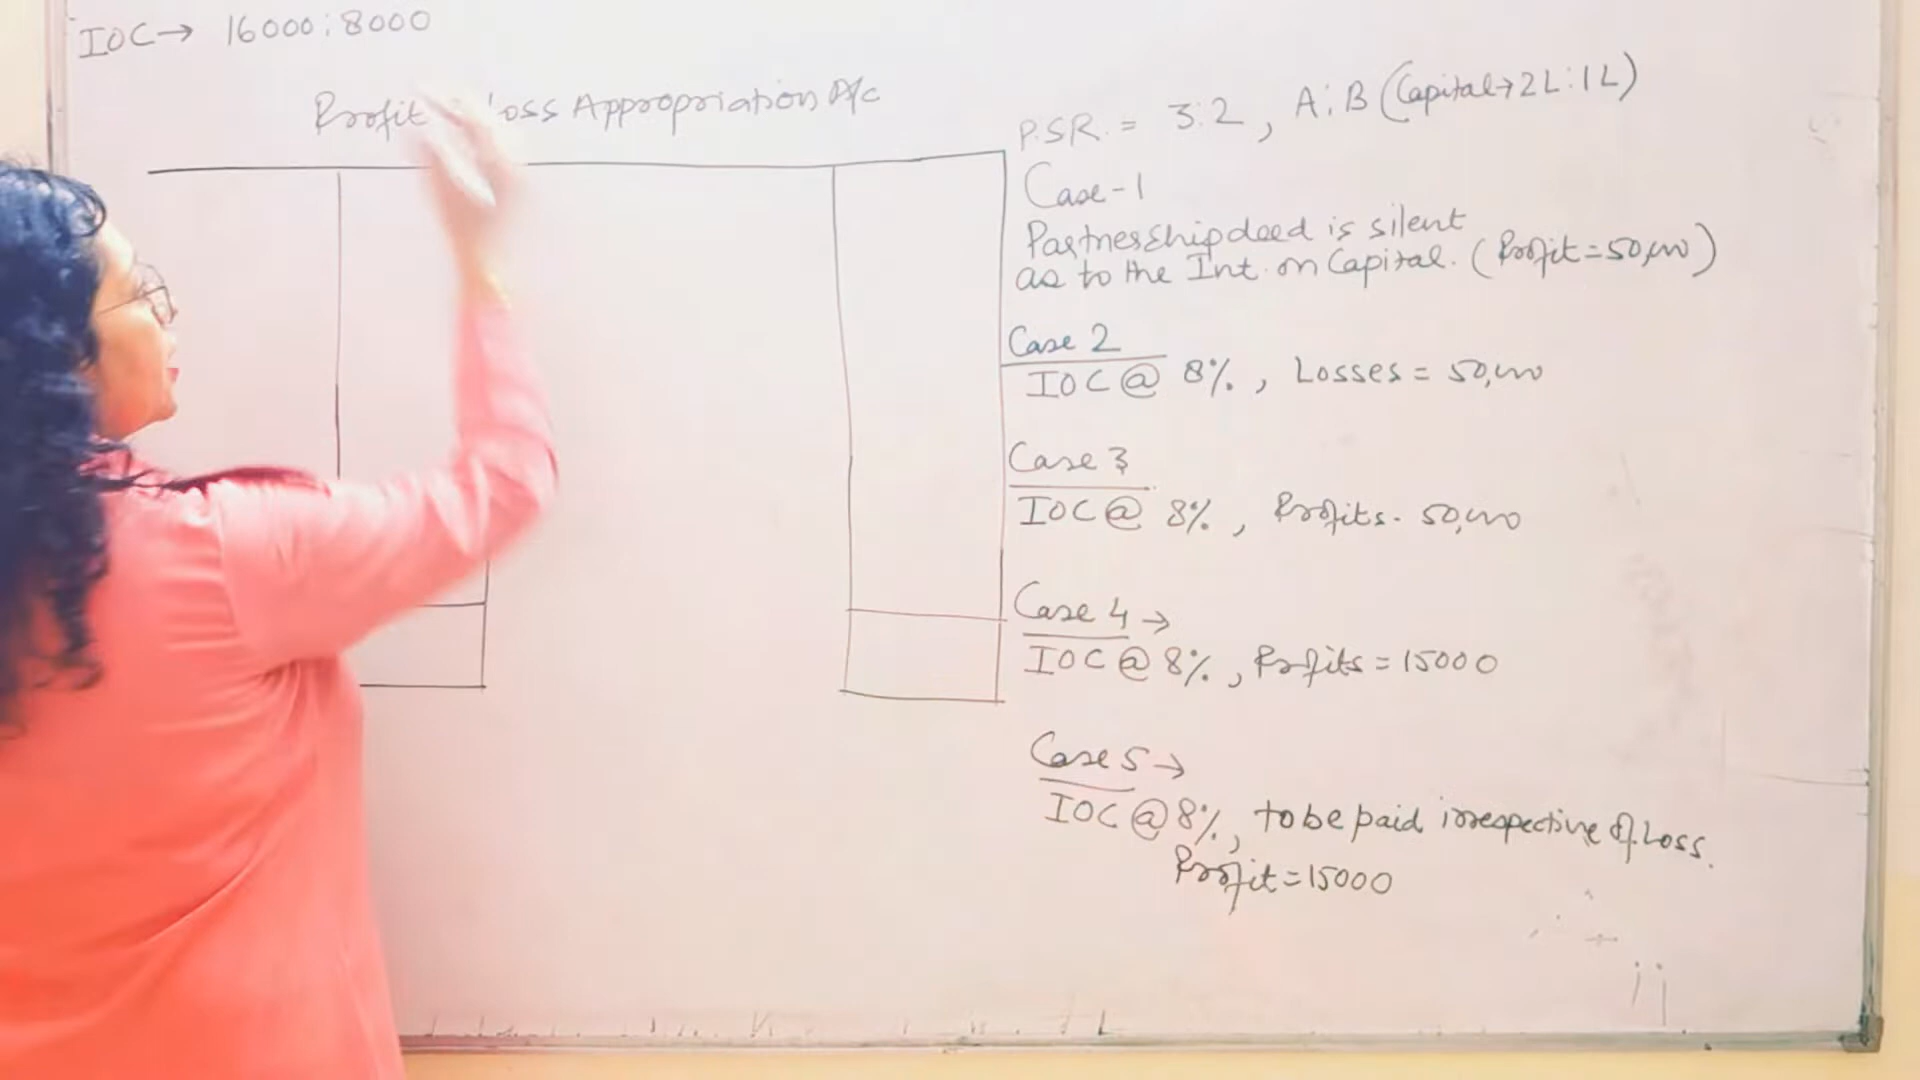 IOC→ 16000:8000
Profit & Loss Appropriation A/c
P.S.R. = 3:2, A:B (Capital→2L:1L)
Case-1
Partnership deed is silent
as to the Int. on Capital. (Profit=50,000)
Case 2
IOC@ 8%, Losses = 50,000
Case 3
IOC@ 8%, Profits- 50,000
Case 4→
IOC@8%, Profits=15000
Case 5→
IOC@8%, to be paid irrespective of Loss.
Profit=15000